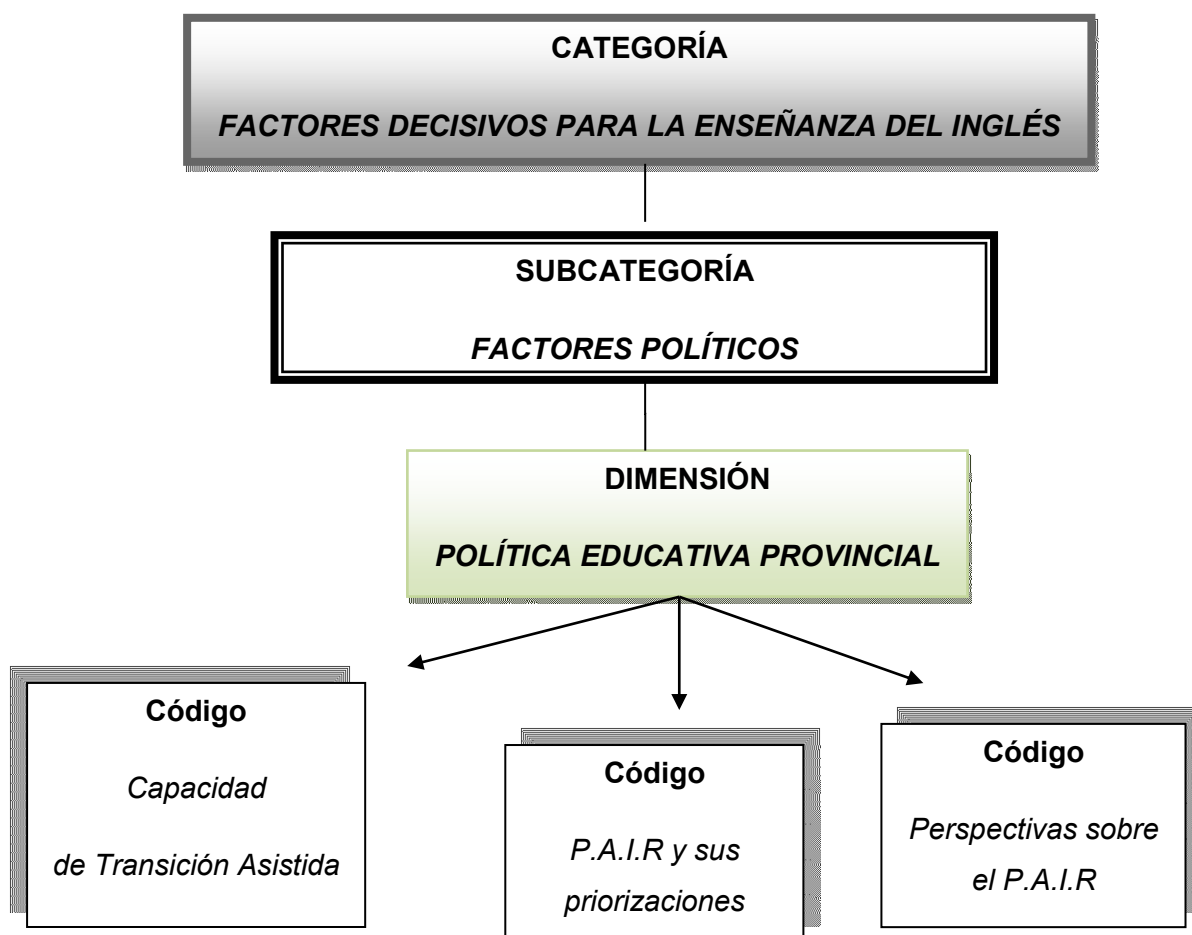 CATEGORÍA
FACTORES DECISIVOS PARA LA ENSEÑANZA DEL INGLÉS
SUBCATEGORÍA
FACTORES POLÍTICOS
DIMENSIÓN
POLÍTICA EDUCATIVA PROVINCIAL
Código
Capacidad
de Transición Asistida
Código
P.A.I.R y sus
priorizaciones
Código
Perspectivas sobre
el P.A.I.R